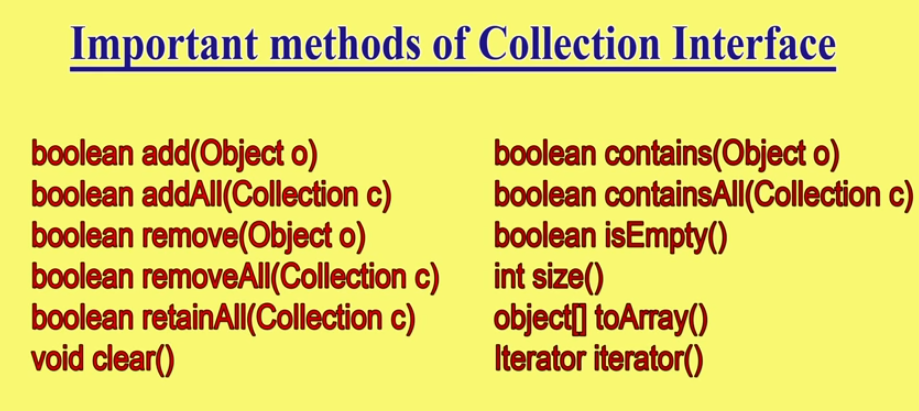 Important methods of Collection Interface
boolean add(Object o)
boolean addAll(Collection c)
boolean remove(Object o)
boolean removeAll(Collection c)
boolean retainAll(Collection c)
void clear()
boolean contains(Object o)
boolean containsAll(Collection c)
boolean isEmpty()
int size()
object[] toArray()
Iterator iterator()